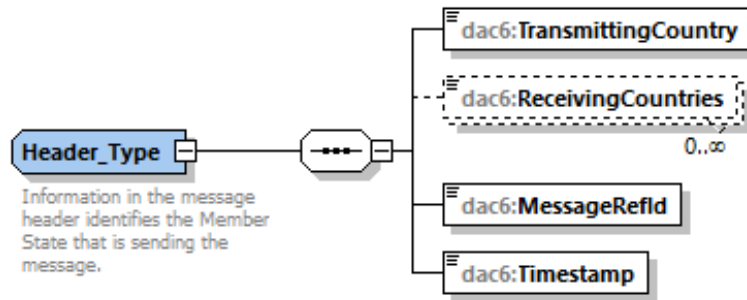 dac6:TransmittingCountry
dac6:ReceivingCountries
0..∞
Header_Type
Information in the message
header identifies the Member
State that is sending the
message.
dac6:MessageRefId
dac6:Timestamp